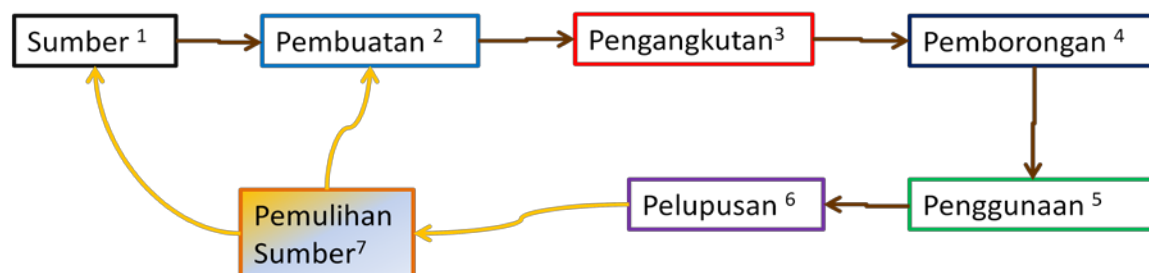 Sumber ¹
Pembuatan ²
Pengangkutan³
Pemborongan ⁴
Penggunaan ⁵
Pelupusan ⁶
Pemulihan
Sumber⁷